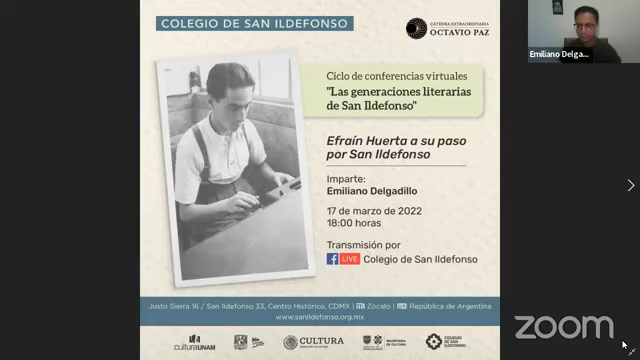 COLEGIO DE SAN ILDEFONSO
CÁTEDRA EXTRAORDINARIA
OCTAVIO PAZ
Emiliano Delga...
Ciclo de conferencias virtuales
"Las generaciones literarias
de San Ildefonso"
Efraín Huerta a su paso
por San Ildefonso
Imparte:
Emiliano Delgadillo
17 de marzo de 2022
18:00 horas
Transmisión por
f LIVE Colegio de San Ildefonso
Justo Sierra 16 / San Ildefonso 33, Centro Histórico, CDMX | Zócalo | República de Argentina
www.sanildefonso.org.mx
culturaUNAM
CULTURA
SECRETARÍA DE CULTURA
COLEGIO DE SAN ILDEFONSO
zoom